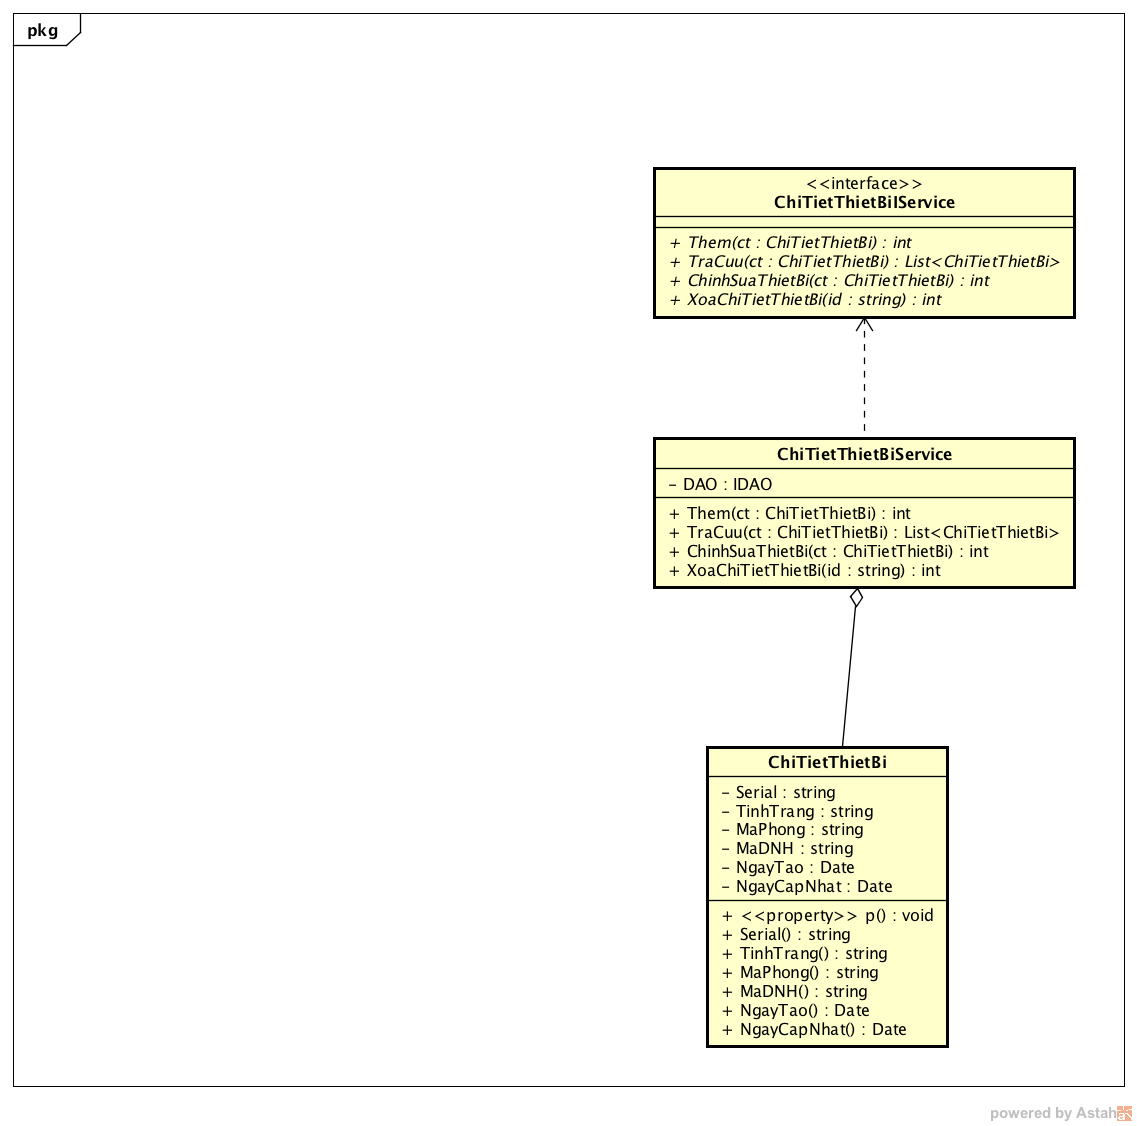 pkg
<<interface>>
ChiTietThietBiIService
+ Them(ct : ChiTietThietBi) : int
+ TraCuu(ct : ChiTietThietBi) : List<ChiTietThietBi>
+ ChinhSuaThietBi(ct : ChiTietThietBi) : int
+ XoaChiTietThietBi(id : string) : int
ChiTietThietBiService
- DAO : IDAO
+ Them(ct : ChiTietThietBi) : int
+ TraCuu(ct : ChiTietThietBi) : List<ChiTietThietBi>
+ ChinhSuaThietBi(ct : ChiTietThietBi) : int
+ XoaChiTietThietBi(id : string) : int
ChiTietThietBi
- Serial : string
- TinhTrang : string
- MaPhong : string
- MaDNH : string
- NgayTao : Date
- NgayCapNhat : Date
+ <<property>> p() : void
+ Serial() : string
+ TinhTrang() : string
+ MaPhong() : string
+ MaDNH() : string
+ NgayTao() : Date
+ NgayCapNhat() : Date
powered by Astah